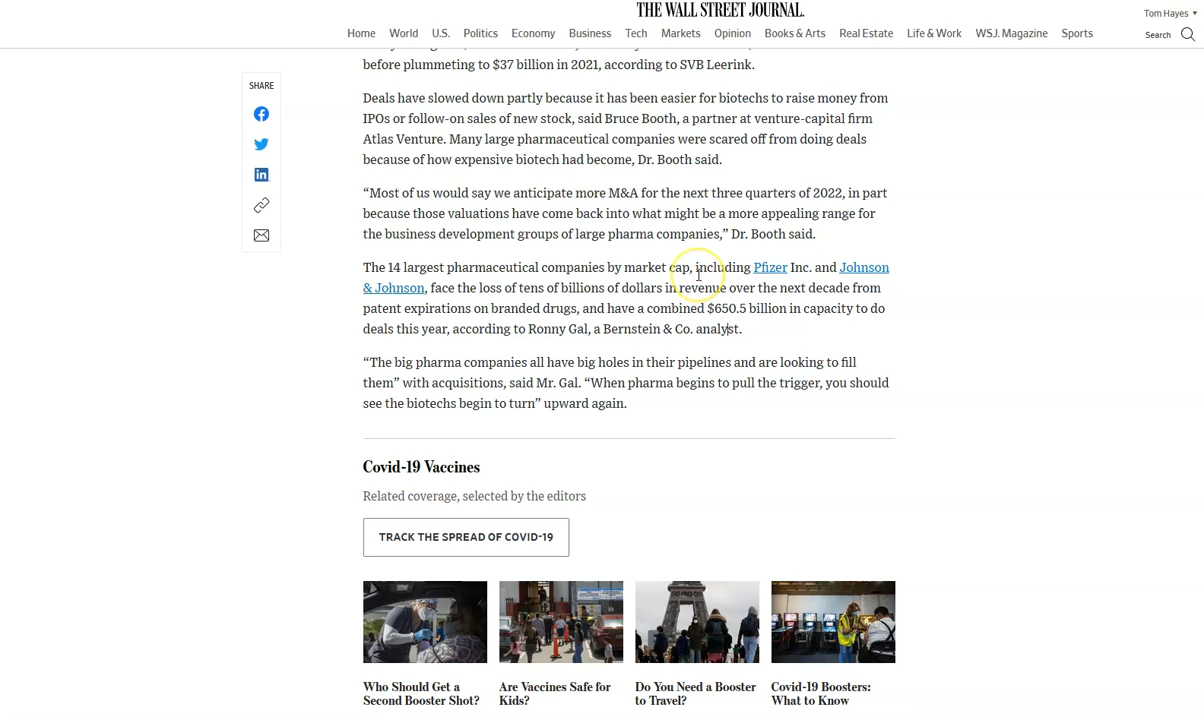 THE WALL STREET JOURNAL.
Tom Hayes
Home World U.S. Politics Economy Business Tech Markets Opinion Books & Arts Real Estate Life & Work WSJ. Magazine Sports
Search
SHARE
before plummeting to $37 billion in 2021, according to SVB Leerink.
Deals have slowed down partly because it has been easier for biotechs to raise money from
IPOs or follow-on sales of new stock, said Bruce Booth, a partner at venture-capital firm
Atlas Venture. Many large pharmaceutical companies were scared off from doing deals
because of how expensive biotech had become, Dr. Booth said.
“Most of us would say we anticipate more M&A for the next three quarters of 2022, in part
because those valuations have come back into what might be a more appealing range for
the business development groups of large pharma companies,” Dr. Booth said.
The 14 largest pharmaceutical companies by market cap, including Pfizer Inc. and Johnson
& Johnson, face the loss of tens of billions of dollars in revenue over the next decade from
patent expirations on branded drugs, and have a combined $650.5 billion in capacity to do
deals this year, according to Ronny Gal, a Bernstein & Co. analyst.
“The big pharma companies all have big holes in their pipelines and are looking to fill
them” with acquisitions, said Mr. Gal. “When pharma begins to pull the trigger, you should
see the biotechs begin to turn” upward again.
Covid-19 Vaccines
Related coverage, selected by the editors
TRACK THE SPREAD OF COVID-19
Who Should Get a
Second Booster Shot?
Are Vaccines Safe for
Kids?
Do You Need a Booster
to Travel?
Covid-19 Boosters:
What to Know